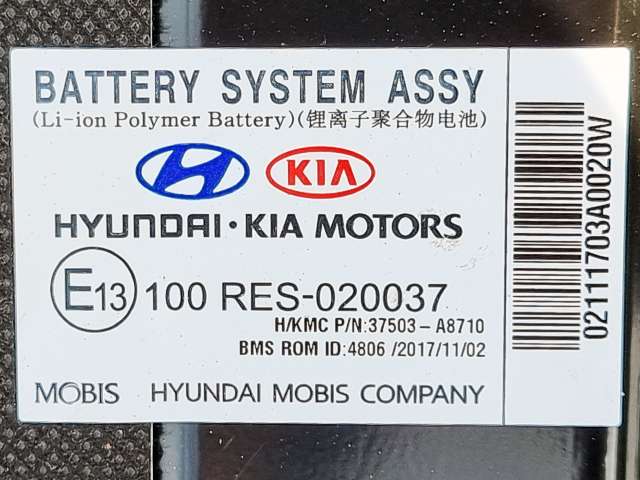 BATTERY SYSTEM ASSY
(Li-ion Polymer Battery)(锂离子聚合物电池)
H KIA
HYUNDAI·KIA MOTORS
E13 100 RES-020037
H/KMC P/N:37503-A8710
BMS ROM ID:4806 /2017/11/02
MOBIS HYUNDAI MOBIS COMPANY
02111703A0020W